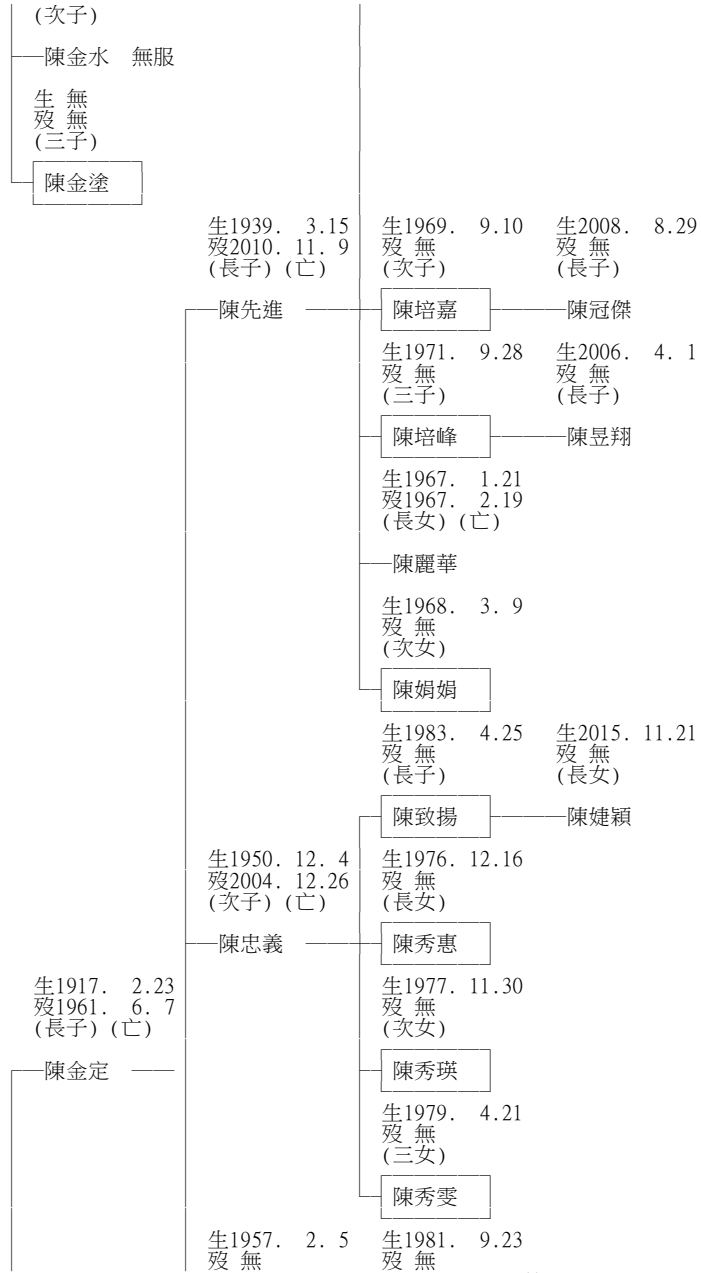 (次子)
陳金水　無服
生 無
歿 無
(三子)
陳金塗
生1939.　3.15　生1969.　9.10　生2008.　8.29
歿2010. 11. 9　歿 無　歿 無
(長子)(亡)　(次子)　(長子)
陳先進　陳培嘉　陳冠傑
生1971.　9.28　生2006.　4. 1
歿 無　歿 無
(三子)　(長子)
陳培峰　陳昱翔
生1967.　1.21
歿1967.　2.19
(長女)(亡)
陳麗華
生1968.　3. 9
歿 無
(次女)
陳娟娟
生1983.　4.25　生2015. 11.21
歿 無　歿 無
(長子)　(長女)
陳致揚　陳婕穎
生1950. 12. 4　生1976. 12.16
歿2004. 12.26　歿 無
(次子)(亡)　(長女)
陳忠義　陳秀惠
生1917.　2.23　生1977. 11.30
歿1961.　6. 7　歿 無
(長子)(亡)　(次女)
陳金定　陳秀瑛
生1979.　4.21
歿 無
(三女)
陳秀雯
生1957.　2. 5　生1981.　9.23
歿 無　歿 無